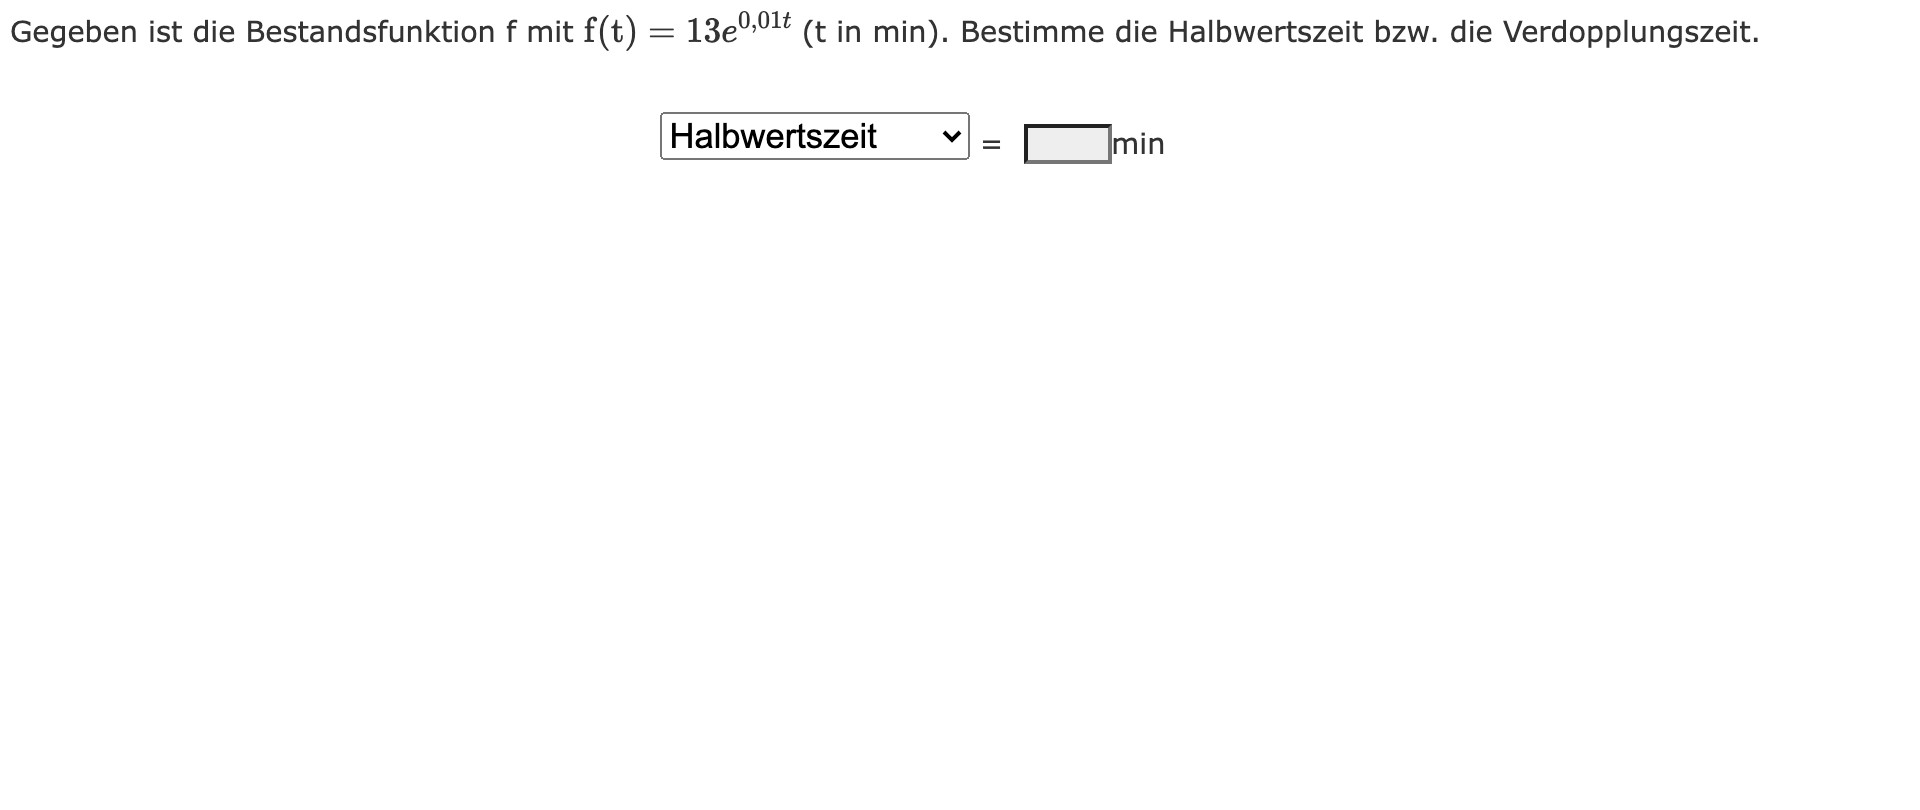 Gegeben ist die Bestandsfunktion f mit f(t) = 13e^{0,01t} (t in min). Bestimme die Halbwertszeit bzw. die Verdopplungszeit.
Halbwertszeit = min